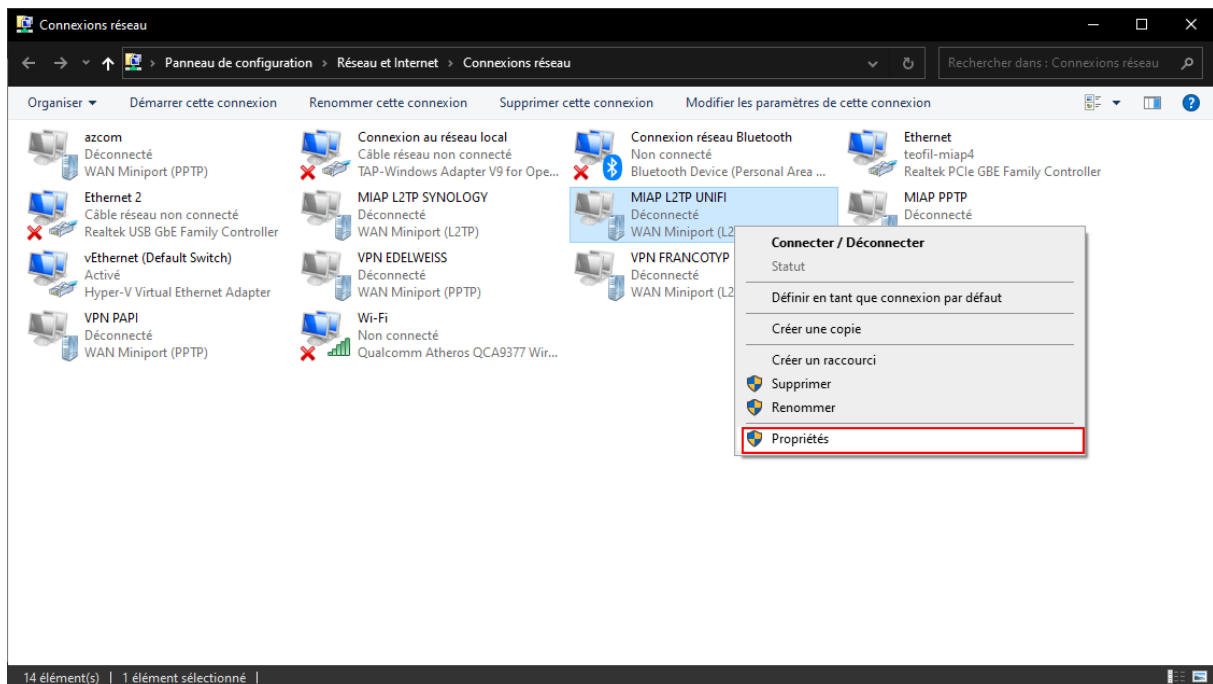 Connexions réseau
Panneau de configuration > Réseau et Internet > Connexions réseau
Rechercher dans : Connexions réseau
Organiser Démarrer cette connexion Renommer cette connexion Supprimer cette connexion Modifier les paramètres de cette connexion
azcom
Déconnecté
WAN Miniport (PPTP)
Connexion au réseau local
Câble réseau non connecté
TAP-Windows Adapter V9 for Ope...
Connexion réseau Bluetooth
Non connecté
Bluetooth Device (Personal Area ...
Ethernet
teofil-miap4
Realtek PCIe GBE Family Controller
Ethernet 2
Câble réseau non connecté
Realtek USB GbE Family Controller
MIAP L2TP SYNOLOGY
Déconnecté
WAN Miniport (L2TP)
MIAP L2TP UNIFI
Déconnecté
WAN Miniport (L2
MIAP PPTP
Déconnecté
vEthernet (Default Switch)
Activé
Hyper-V Virtual Ethernet Adapter
VPN EDELWEISS
Déconnecté
WAN Miniport (PPTP)
VPN FRANCOTYP
Déconnecté
WAN Miniport (L2
VPN PAPI
Déconnecté
WAN Miniport (PPTP)
Wi-Fi
Non connecté
Qualcomm Atheros QCA9377 Wir...
Connecter / Déconnecter
Statut
Définir en tant que connexion par défaut
Créer une copie
Créer un raccourci
Supprimer
Renommer
Propriétés
14 élément(s) | 1 élément sélectionné |